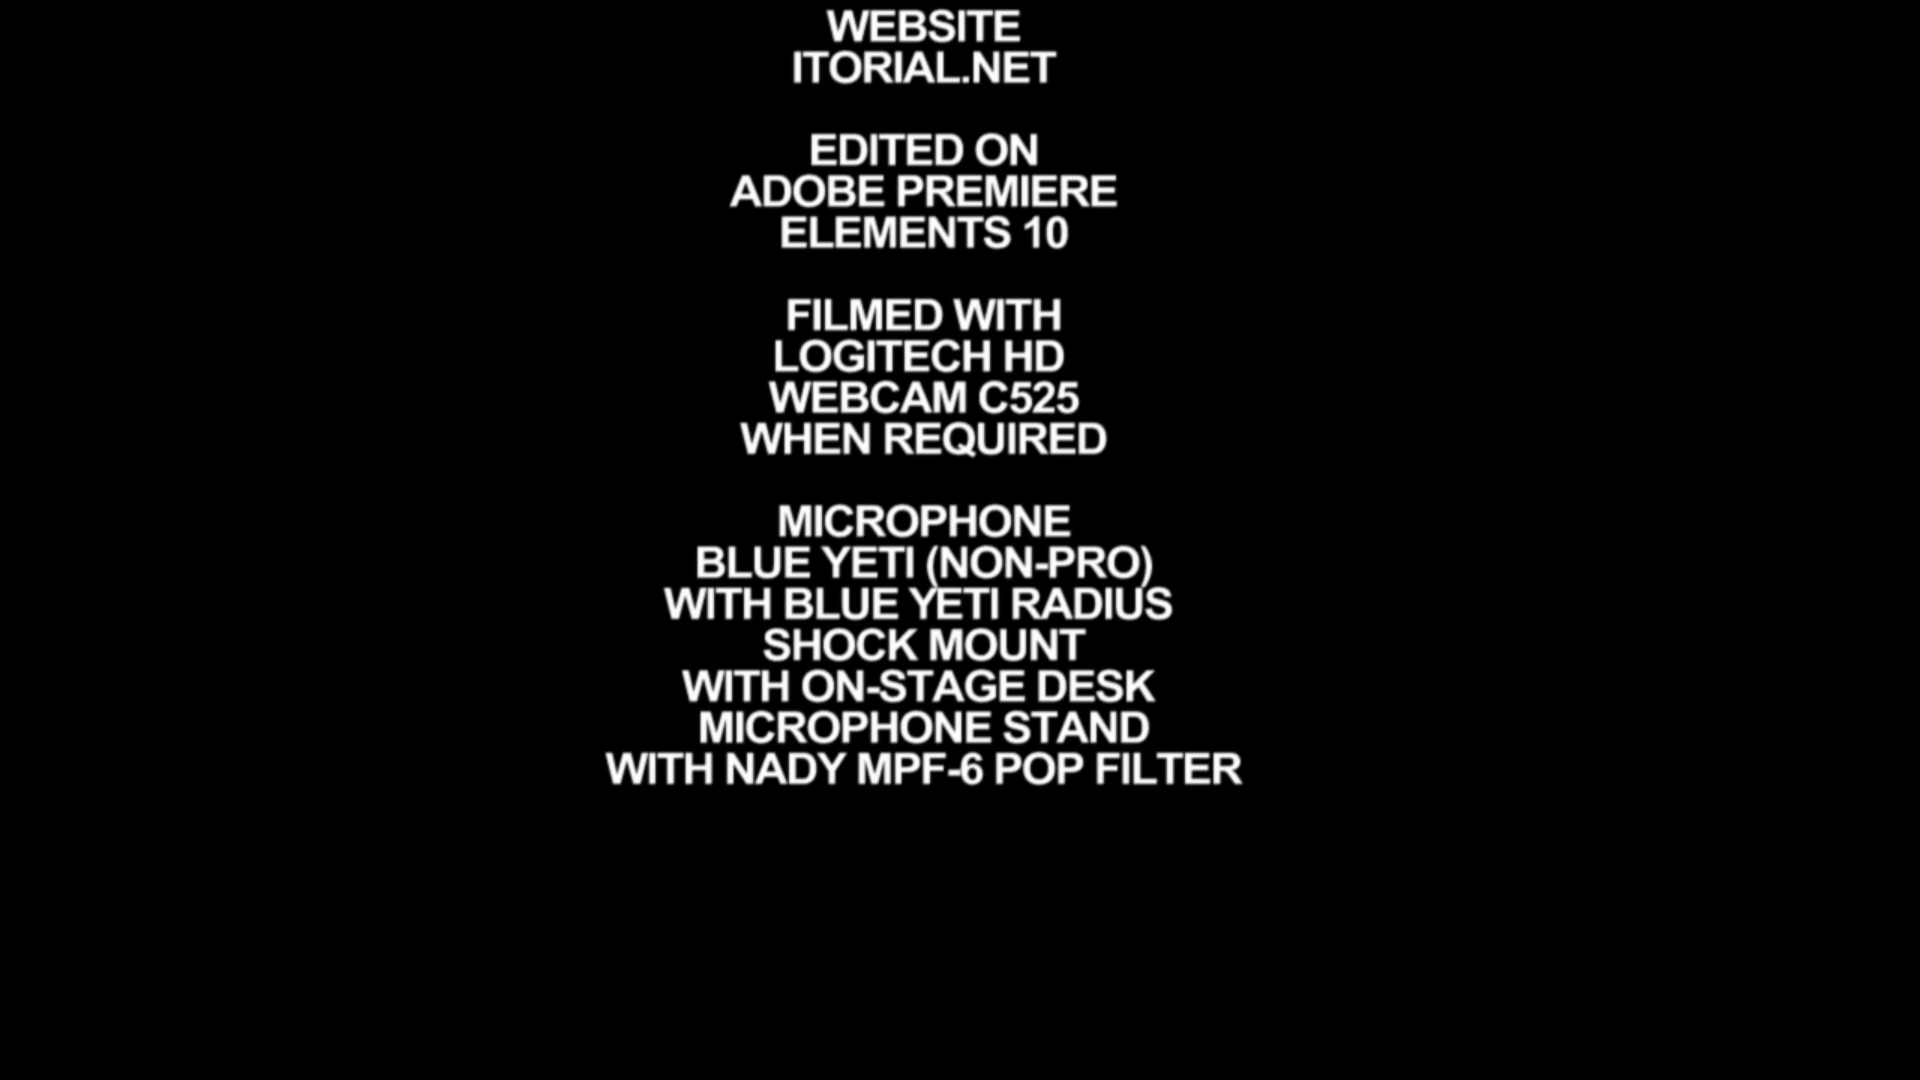 WEBSITE
ITORIAL.NET
EDITED ON
ADOBE PREMIERE
ELEMENTS 10
FILMED WITH
LOGITECH HD
WEBCAM C525
WHEN REQUIRED
MICROPHONE
BLUE YETI (NON-PRO)
WITH BLUE YETI RADIUS
SHOCK MOUNT
WITH ON-STAGE DESK
MICROPHONE STAND
WITH NADY MPF-6 POP FILTER